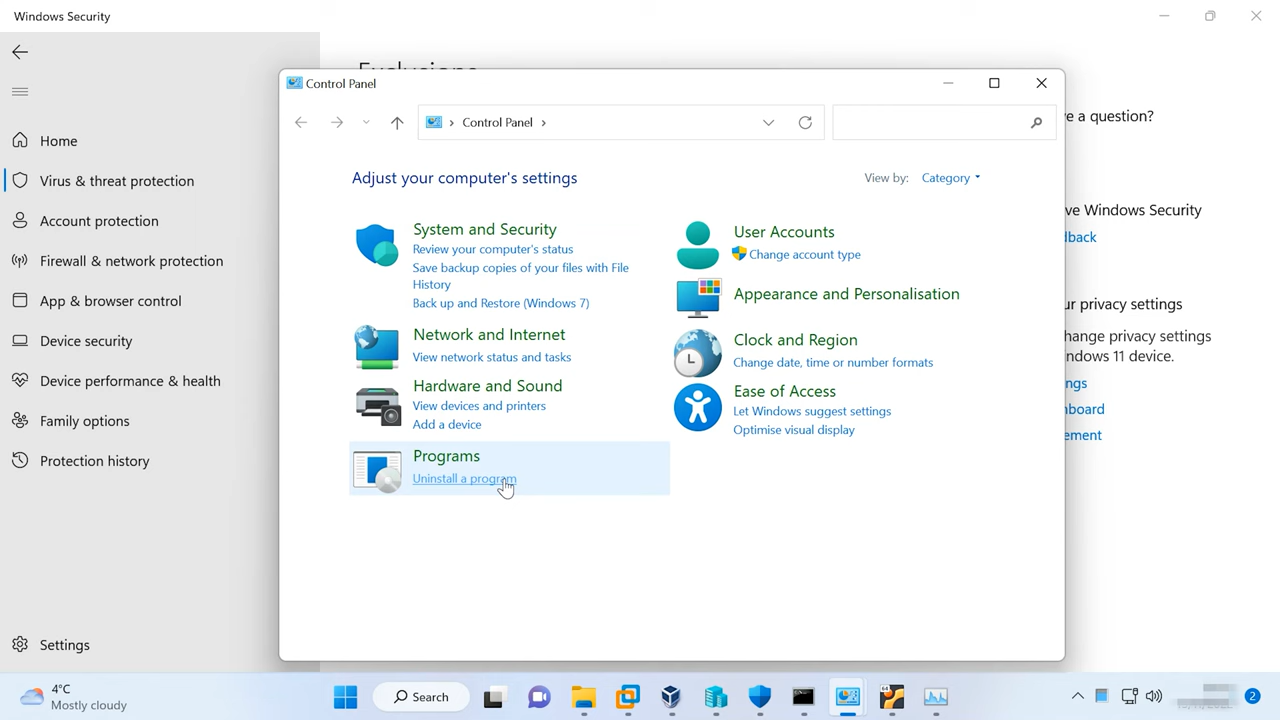 Windows Security
Home
Virus & threat protection
Account protection
Firewall & network protection
App & browser control
Device security
Device performance & health
Family options
Protection history
Settings
Exclusions
Control Panel
Control Panel
Adjust your computer's settings
View by: Category
System and Security
Review your computer's status
Save backup copies of your files with File
History
Back up and Restore (Windows 7)
Network and Internet
View network status and tasks
Hardware and Sound
View devices and printers
Add a device
Programs
Uninstall a program
User Accounts
Change account type
Appearance and Personalisation
Clock and Region
Change date, time or number formats
Ease of Access
Let Windows suggest settings
Optimise visual display
e a question?
ve Windows Security
dback
ur privacy settings
hange privacy settings
ndows 11 device.
ngs
board
ement
4°C
Mostly cloudy
Search
2